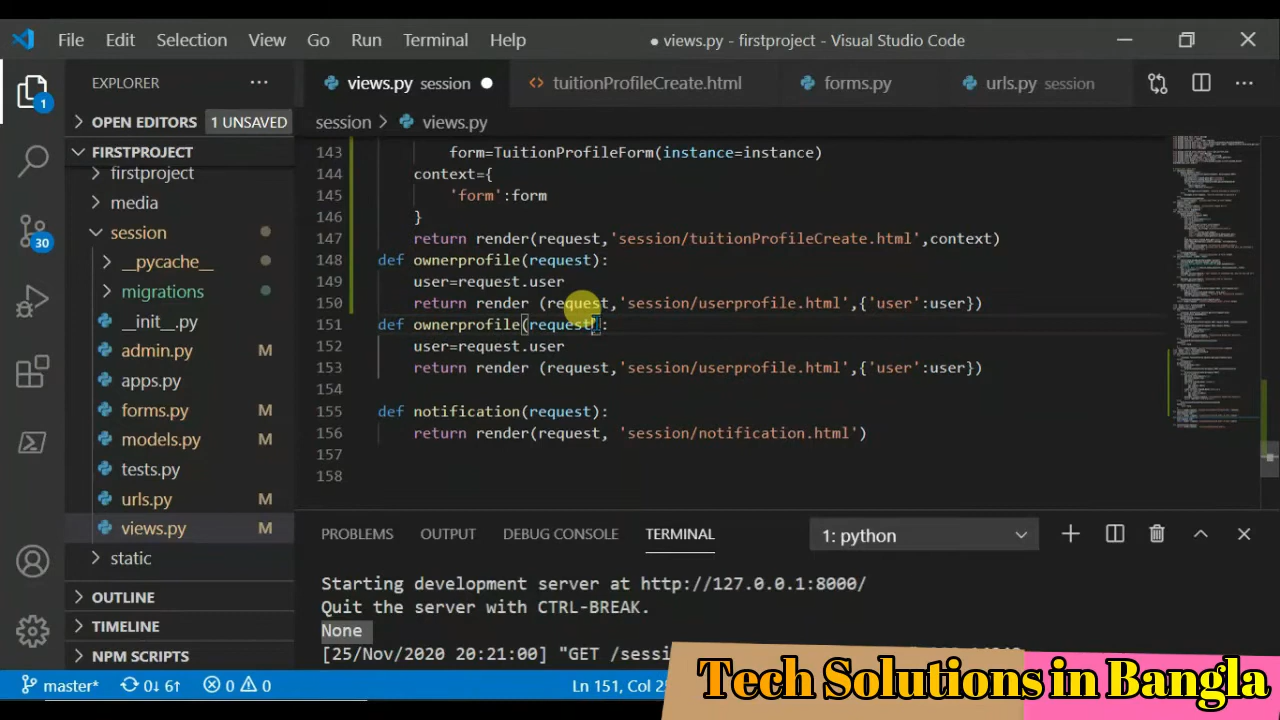 File Edit Selection View Go Run Terminal Help
● views.py - firstproject - Visual Studio Code
EXPLORER ···
views.py session ●
tuitionProfileCreate.html
forms.py
urls.py session
OPEN EDITORS 1 UNSAVED
session > views.py
FIRSTPROJECT
firstproject
media
session
__pycache__
migrations
__init__.py
admin.py M
apps.py
forms.py M
models.py M
tests.py
urls.py M
views.py M
static
OUTLINE
TIMELINE
NPM SCRIPTS
1
30
143 form=TuitionProfileForm(instance=instance)
144 context={
145 'form':form
146 }
147 return render(request,'session/tuitionProfileCreate.html',context)
148 def ownerprofile(request):
149 user=request.user
150 return render (request,'session/userprofile.html',{'user':user})
151 def ownerprofile(request):
152 user=request.user
153 return render (request,'session/userprofile.html',{'user':user})
154
155 def notification(request):
156 return render(request, 'session/notification.html')
157
158
PROBLEMS OUTPUT DEBUG CONSOLE TERMINAL
1: python
Starting development server at http://127.0.0.1:8000/
Quit the server with CTRL-BREAK.
None
[25/Nov/2020 20:21:00] "GET /sess
master* 0↓ 6↑ 0 0
Ln 151, Col
Tech Solutions in Bangla